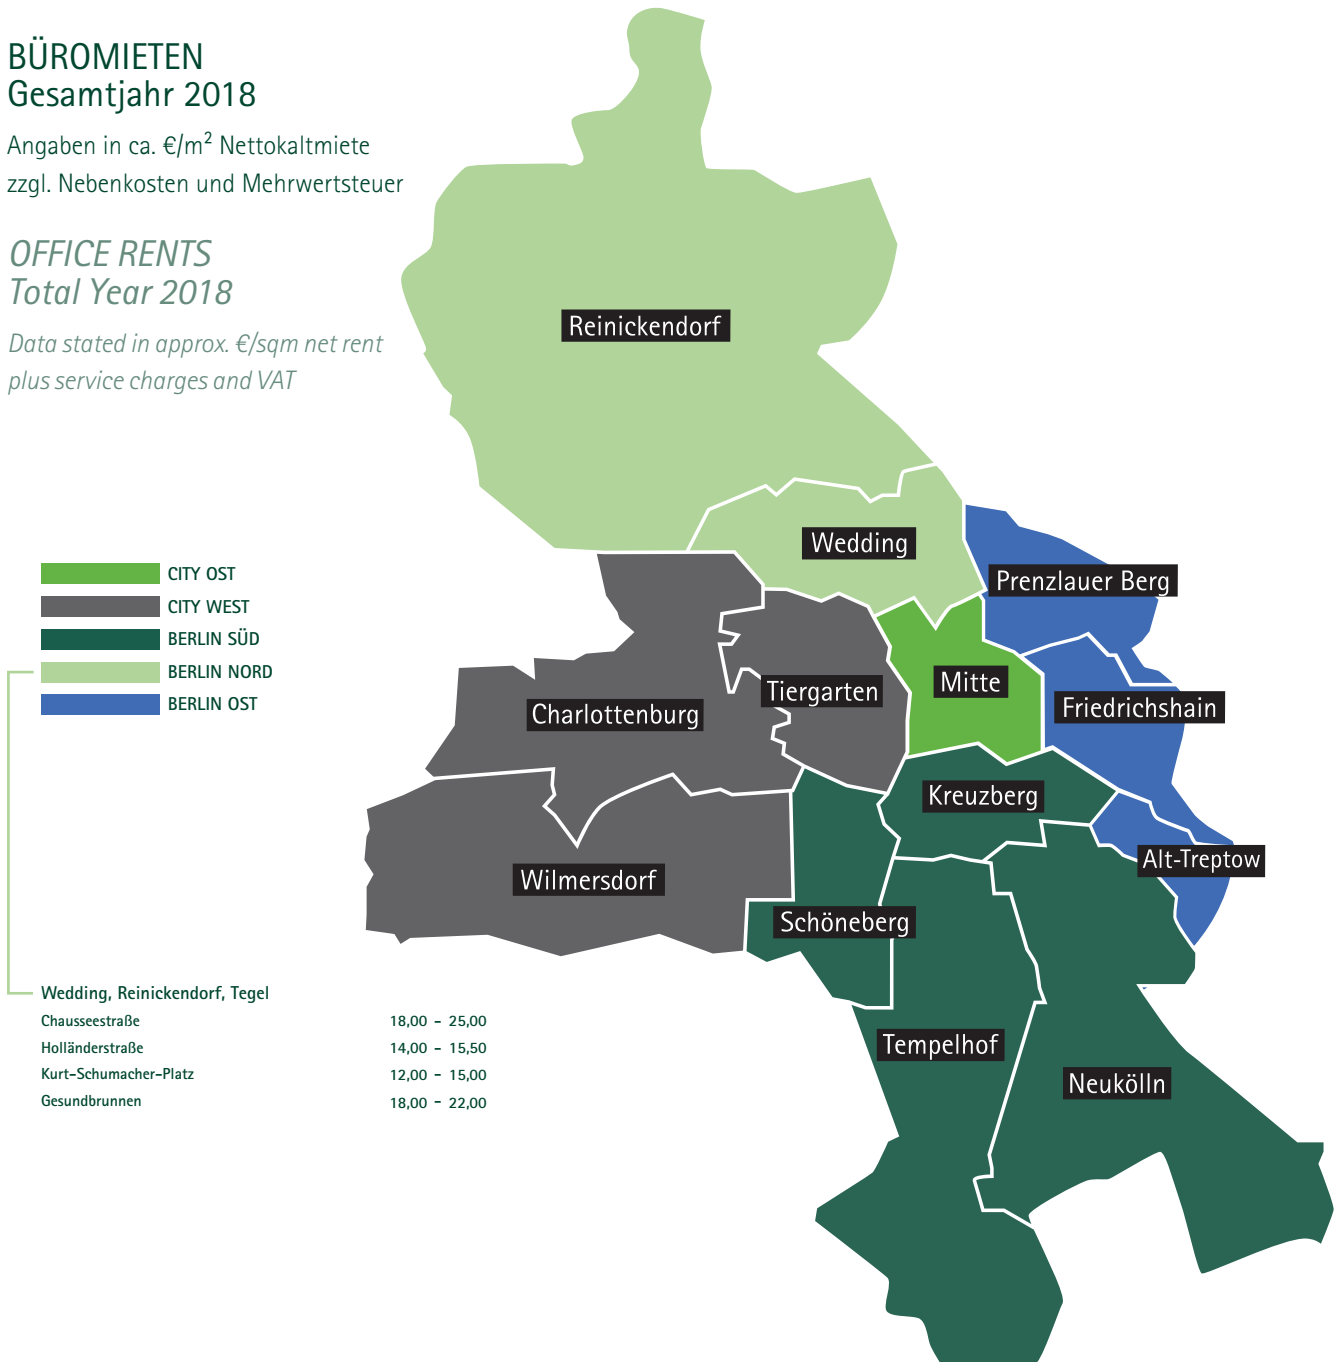 BÜROMIETEN
Gesamtjahr 2018
Angaben in ca. €/m² Nettokaltmiete
zzgl. Nebenkosten und Mehrwertsteuer
OFFICE RENTS
Total Year 2018
Data stated in approx. €/sqm net rent
plus service charges and VAT
Reinickendorf
Wedding
Prenzlauer Berg
CITY OST
CITY WEST
BERLIN SÜD
BERLIN NORD
BERLIN OST
Mitte
Tiergarten
Friedrichshain
Charlottenburg
Kreuzberg
Alt-Treptow
Wilmersdorf
Schöneberg
Tempelhof
Neukölln
Wedding, Reinickendorf, Tegel
Chausseestraße 18,00 - 25,00
Holländerstraße 14,00 - 15,50
Kurt-Schumacher-Platz 12,00 - 15,00
Gesundbrunnen 18,00 - 22,00